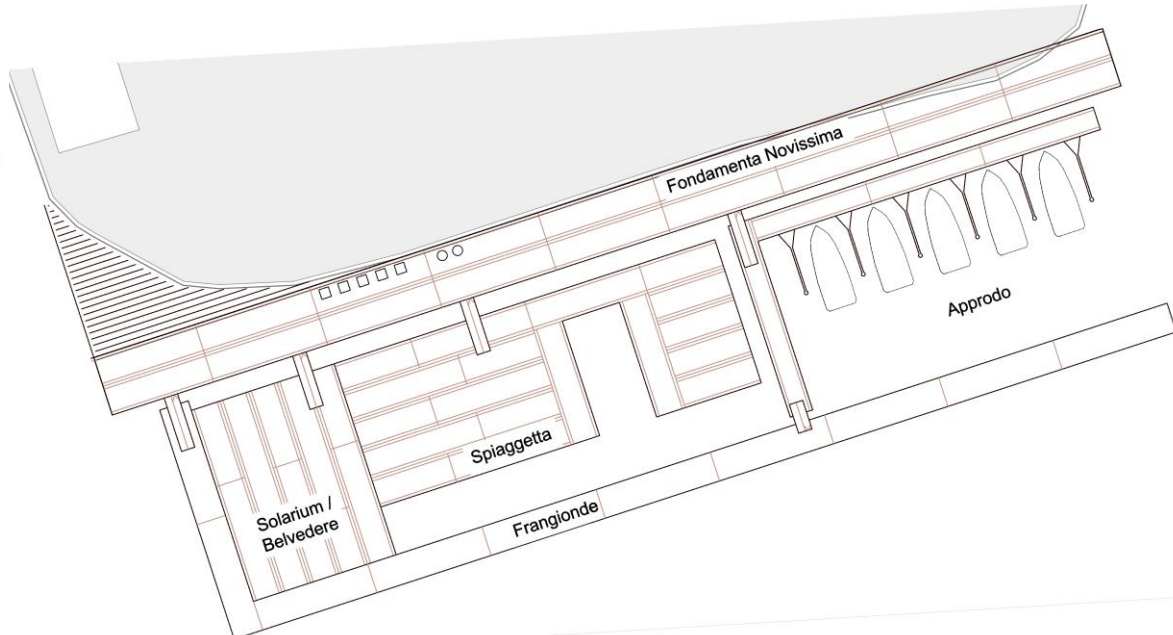 Fondamenta Novissima
Approdo
Spiaggetta
Solarium /
Belvedere
Frangionde